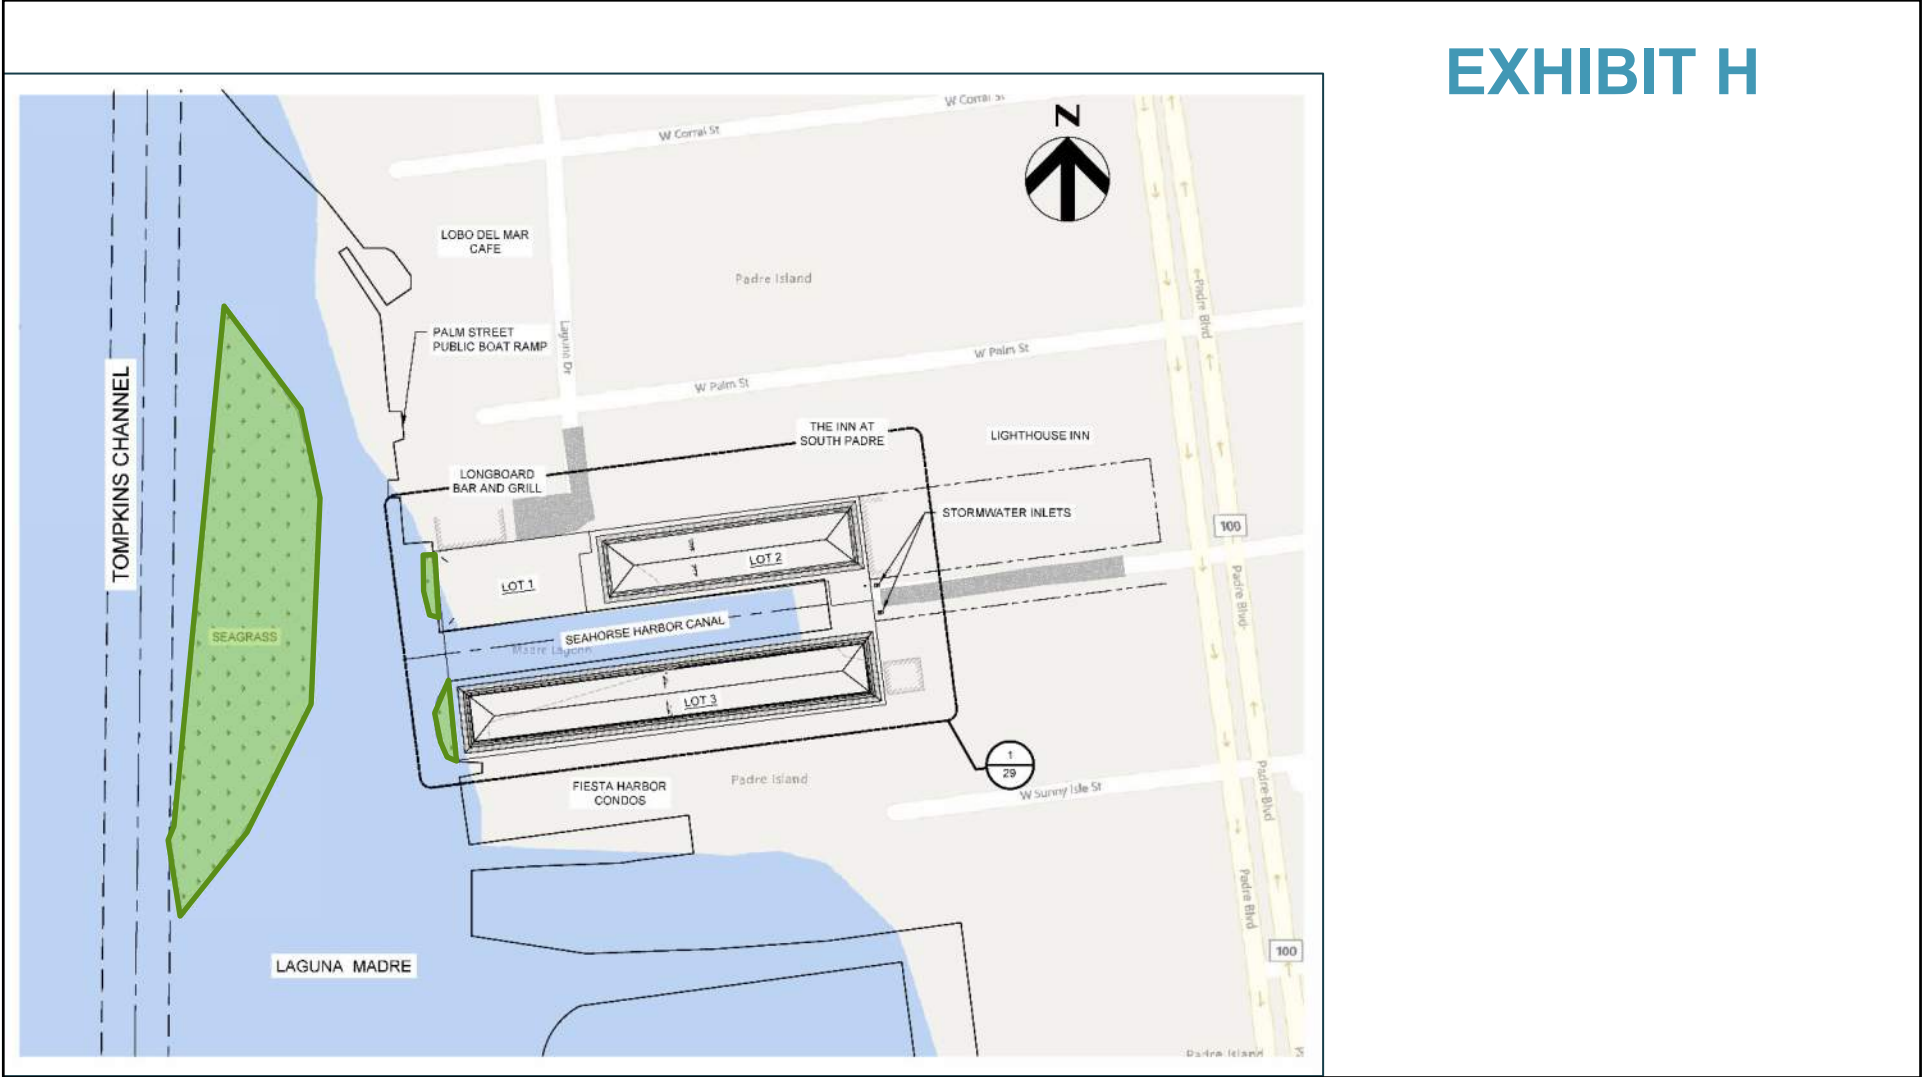 EXHIBIT H
W Corral St
W Corral St
N
LOBO DEL MAR
CAFE
Padre Island
PALM STREET
PUBLIC BOAT RAMP
Laguna Dr
Padre Blvd
W Palm St
W Palm St
TOMPKINS CHANNEL
THE INN AT
SOUTH PADRE
LIGHTHOUSE INN
LONGBOARD
BAR AND GRILL
STORMWATER INLETS
100
LOT 2
LOT 1
Padre Blvd
SEAGRASS
SEAHORSE HARBOR CANAL
Madre Lagoon
LOT 3
1
29
FIESTA HARBOR
CONDOS
Padre Island
W Sunny Isle St
Padre Blvd
Padre Blvd
100
LAGUNA MADRE
Padre Island